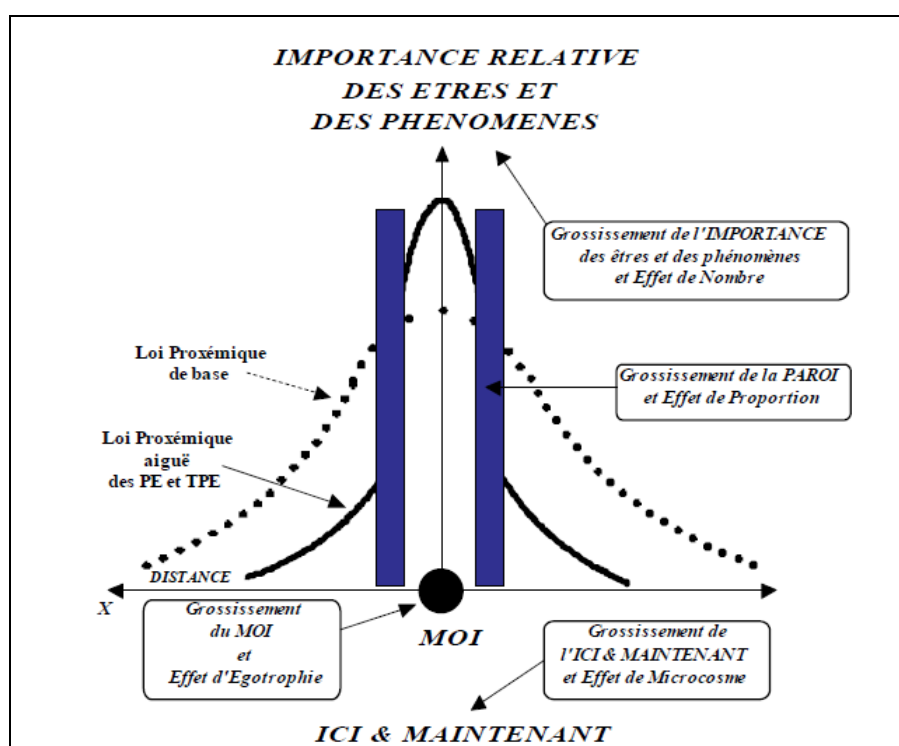 IMPORTANCE RELATIVE
DES ETRES ET
DES PHENOMENES
Grossissement de l'IMPORTANCE
des êtres et des phénomènes
et Effet de Nombre
Loi Proxémique
de base
Grossissement de la PAROI
et Effet de Proportion
Loi Proxémique
aiguë
des PE et TPE
DISTANCE
X
Grossissement
du MOI
et
Effet d'Egotrophie
MOI
Grossissement de
l'ICI & MAINTENANT
et Effet de Microcosme
ICI & MAINTENANT